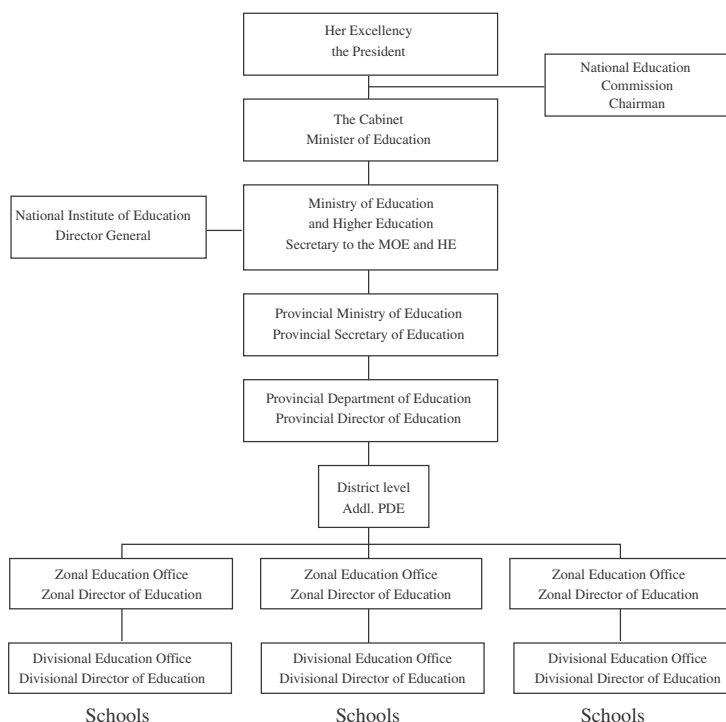 Her Excellency
the President
National Education
Commission
Chairman
The Cabinet
Minister of Education
National Institute of Education
Director General
Ministry of Education
and Higher Education
Secretary to the MOE and HE
Provincial Ministry of Education
Provincial Secretary of Education
Provincial Department of Education
Provincial Director of Education
District level
Addl. PDE
Zonal Education Office
Zonal Director of Education
Zonal Education Office
Zonal Director of Education
Zonal Education Office
Zonal Director of Education
Divisional Education Office
Divisional Director of Education
Divisional Education Office
Divisional Director of Education
Divisional Education Office
Divisional Director of Education
Schools
Schools
Schools